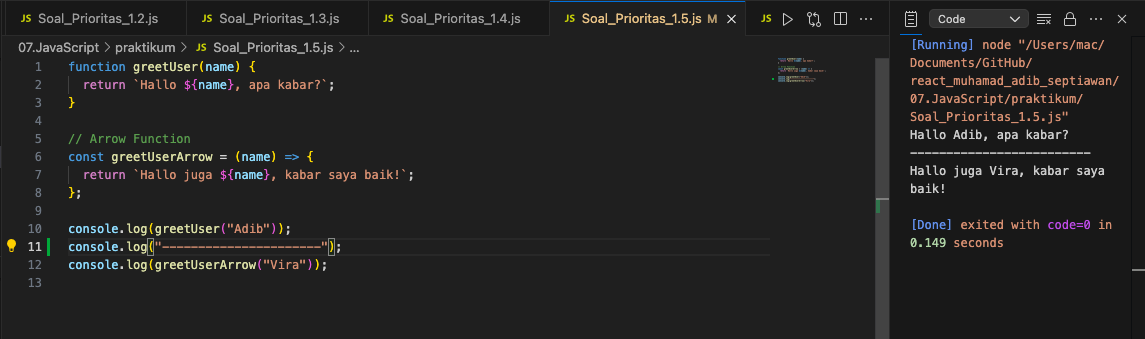 JS Soal_Prioritas_1.2.js JS Soal_Prioritas_1.3.js JS Soal_Prioritas_1.4.js JS Soal_Prioritas_1.5.js M JS
07.JavaScript > praktikum > JS Soal_Prioritas_1.5.js > ...
1 function greetUser(name) {
2 return `Hallo ${name}, apa kabar?`;
3 }
4
5 // Arrow Function
6 const greetUserArrow = (name) => {
7 return `Hallo juga ${name}, kabar saya baik!`;
8 };
9
10 console.log(greetUser("Adib"));
11 console.log("----------------------");
12 console.log(greetUserArrow("Vira"));
13
Code
[Running] node "/Users/mac/
Documents/GitHub/
react_muhamad_adib_septiawan/
07.JavaScript/praktikum/
Soal_Prioritas_1.5.js"
Hallo Adib, apa kabar?
-------------------------
Hallo juga Vira, kabar saya
baik!
[Done] exited with code=0 in
0.149 seconds